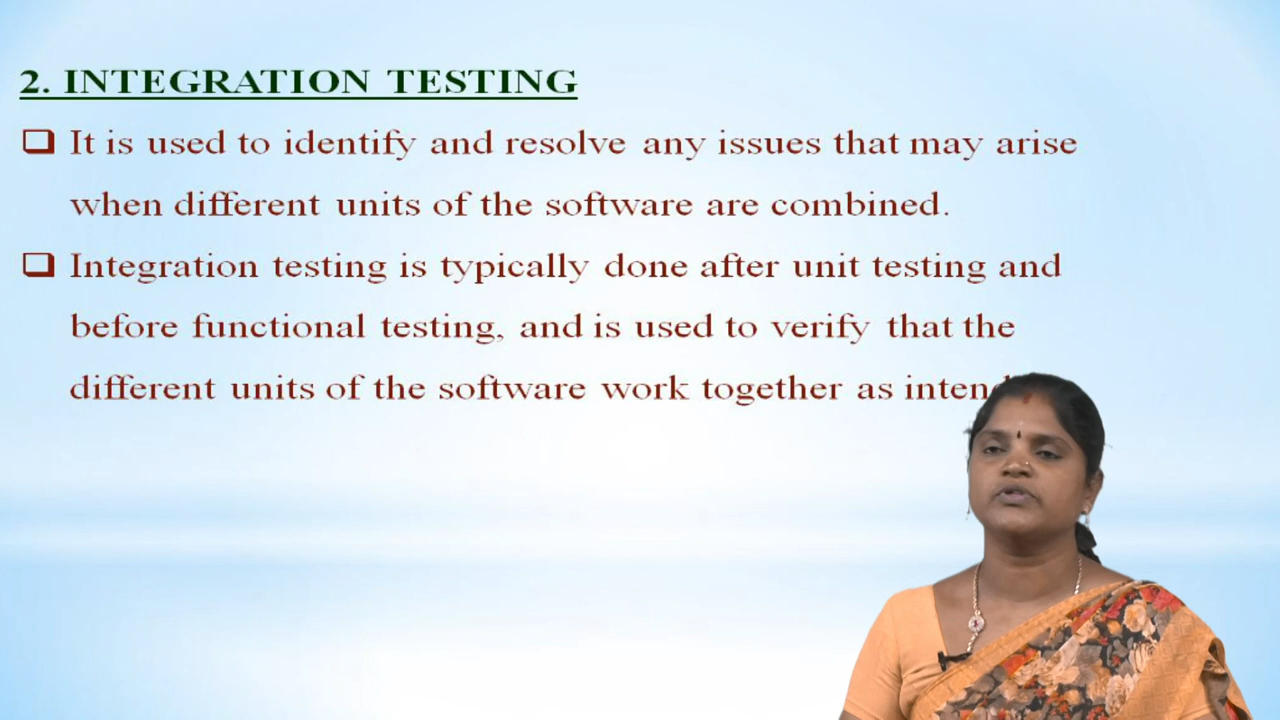 2. INTEGRATION TESTING
It is used to identify and resolve any issues that may arise
when different units of the software are combined.
Integration testing is typically done after unit testing and
before functional testing, and is used to verify that the
different units of the software work together as